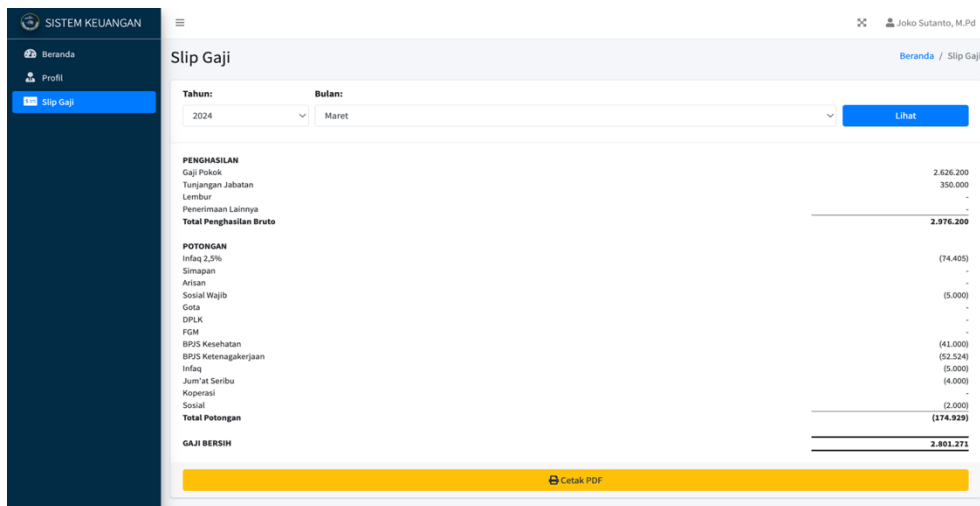 SISTEM KEUANGAN
Joko Sutanto, M.Pd
Beranda
Profil
Slip Gaji
Slip Gaji
Beranda / Slip Gaji
Tahun: Bulan:
2024 Maret Lihat
PENGHASILAN
Gaji Pokok 2.626.200
Tunjangan Jabatan 350.000
Lembur -
Penerimaan Lainnya -
Total Penghasilan Bruto 2.976.200
POTONGAN
Infaq 2,5% (74.405)
Simapan -
Arisan -
Sosial Wajib (5.000)
Gota -
DPLK -
FGM -
BPJS Kesehatan (41.000)
BPJS Ketenagakerjaan (52.524)
Infaq (5.000)
Jum'at Seribu (4.000)
Koperasi -
Sosial (2.000)
Total Potongan (174.929)
GAJI BERSIH 2.801.271
Cetak PDF